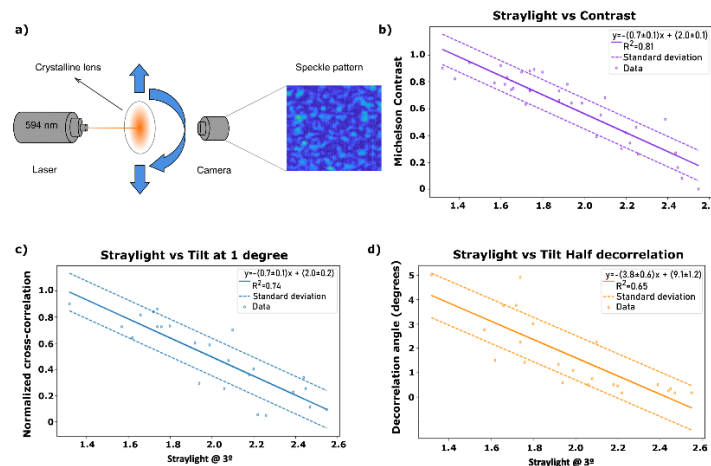 a)
Crystalline lens
Speckle pattern
594 nm
Laser
Camera
b)
Straylight vs Contrast
y=-(0.7±0.1)x + (2.0±0.1)
R²=0.81
Standard deviation
Data
Michelson Contrast
1.0
0.8
0.6
0.4
0.2
0
1.4 1.6 1.8 2.0 2.2 2.4 2.6
c)
Straylight vs Tilt at 1 degree
y=-(0.7±0.1)x + (2.0±0.2)
R²=0.74
Standard deviation
Data
Normalized cross-correlation
1.0
0.8
0.6
0.4
0.2
0
1.4 1.6 1.8 2.0 2.2 2.4 2.6
Straylight @ 3º
d)
Straylight vs Tilt Half decorrelation
y=-(3.8±0.6)x + (9.1±1.2)
R²=0.65
Standard deviation
Data
Decorrelation angle (degrees)
5
4
3
2
1
0
1.4 1.6 1.8 2.0 2.2 2.4 2.6
Straylight @ 3º